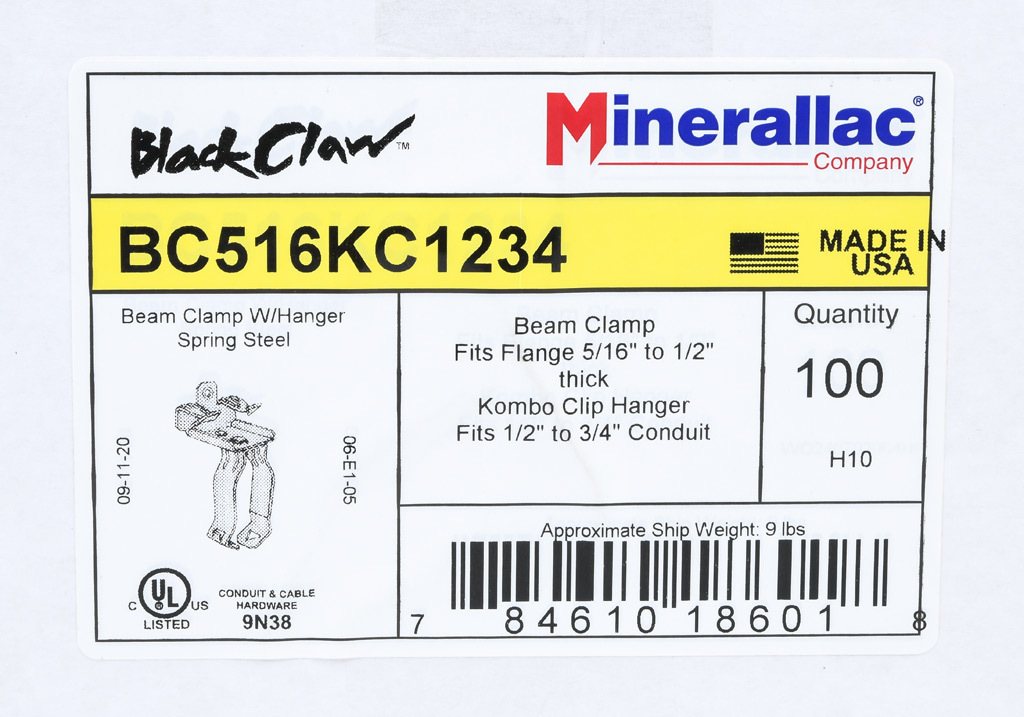 Black Claw™
Minerallac®
Company
BC516KC1234
MADE IN
USA
Beam Clamp W/Hanger
Spring Steel
09-11-20
06-E1-05
C UL US
LISTED
CONDUIT & CABLE
HARDWARE
9N38
Beam Clamp
Fits Flange 5/16" to 1/2"
thick
Kombo Clip Hanger
Fits 1/2" to 3/4" Conduit
Quantity
100
H10
Approximate Ship Weight: 9 lbs
7 84610 18601 8